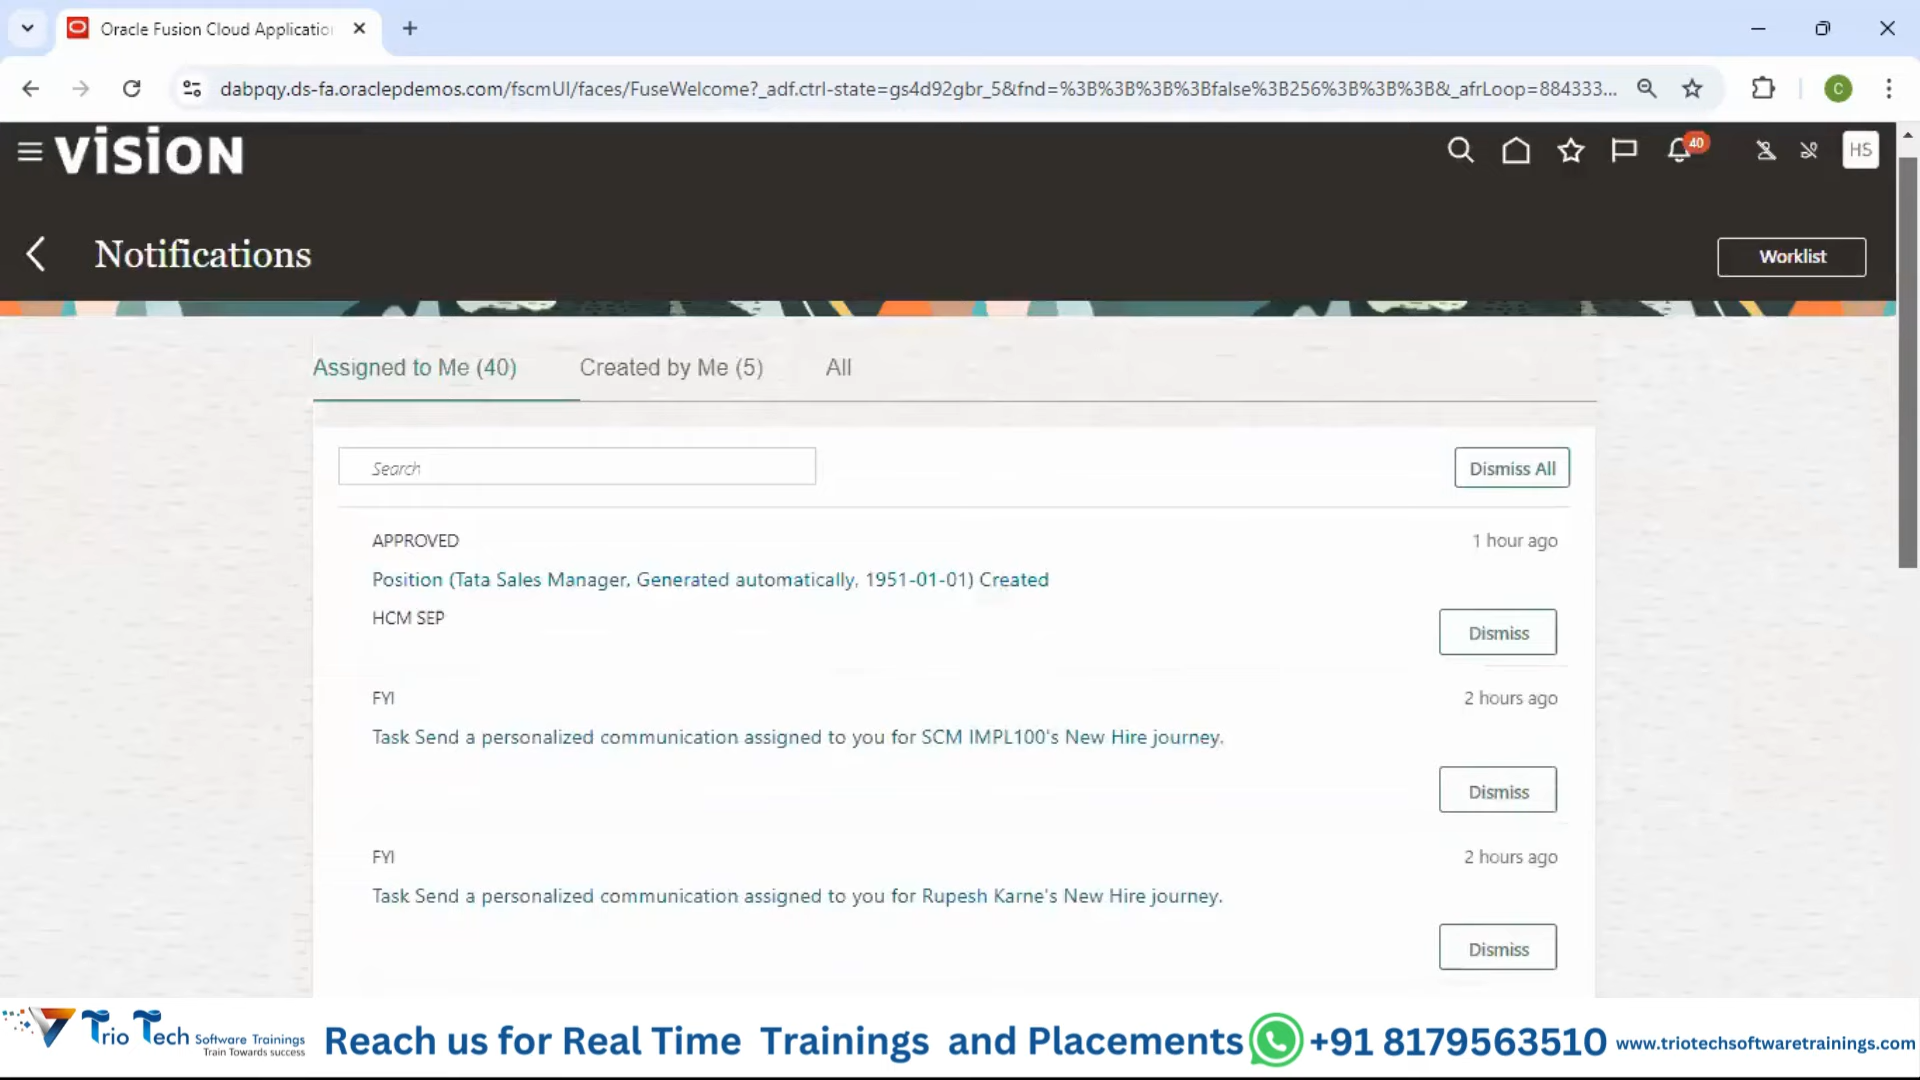 Oracle Fusion Cloud Applicatio
dabpqy.ds-fa.oraclepdemos.com/fscmUI/faces/FuseWelcome?_adf.ctrl-state=gs4d92gbr_5&fnd=%3B%3B%3B%3Bfalse%3B256%3B%3B%3B&_afrLoop=884333...
C
VISION
40
HS
Notifications
Worklist
Assigned to Me (40)
Created by Me (5)
All
Search
Dismiss All
APPROVED
1 hour ago
Position (Tata Sales Manager, Generated automatically, 1951-01-01) Created
HCM SEP
Dismiss
FYI
2 hours ago
Task Send a personalized communication assigned to you for SCM IMPL100's New Hire journey.
Dismiss
FYI
2 hours ago
Task Send a personalized communication assigned to you for Rupesh Karne's New Hire journey.
Dismiss
Trio Tech Software Trainings
Train Towards success
Reach us for Real Time Trainings and Placements +91 8179563510 www.triotechsoftwaretrainings.com